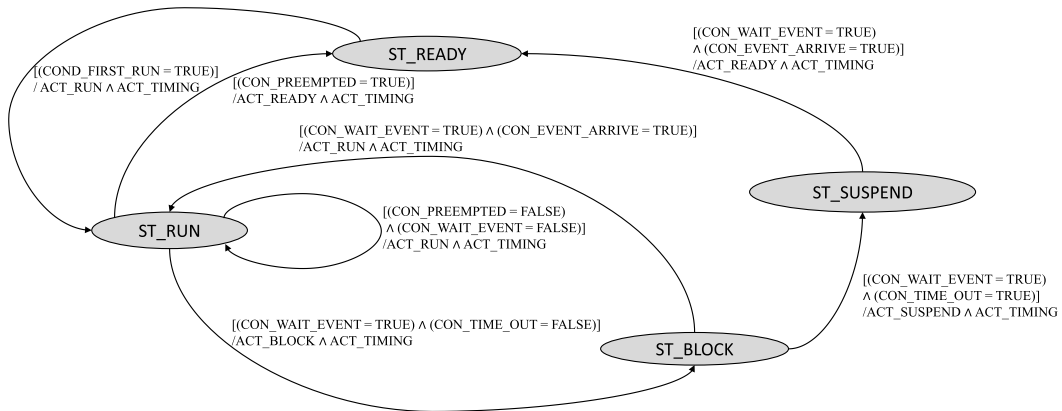 ST_READY
[(CON_WAIT_EVENT = TRUE)
∧ (CON_EVENT_ARRIVE = TRUE)]
/ACT_READY ∧ ACT_TIMING
[(COND_FIRST_RUN = TRUE)]
/ ACT_RUN ∧ ACT_TIMING
[(CON_PREEMPTED = TRUE)]
/ACT_READY ∧ ACT_TIMING
[(CON_WAIT_EVENT = TRUE) ∧ (CON_EVENT_ARRIVE = TRUE)]
/ACT_RUN ∧ ACT_TIMING
ST_SUSPEND
ST_RUN
[(CON_PREEMPTED = FALSE)
∧ (CON_WAIT_EVENT = FALSE)]
/ACT_RUN ∧ ACT_TIMING
[(CON_WAIT_EVENT = TRUE)
∧ (CON_TIME_OUT = TRUE)]
/ACT_SUSPEND ∧ ACT_TIMING
[(CON_WAIT_EVENT = TRUE) ∧ (CON_TIME_OUT = FALSE)]
/ACT_BLOCK ∧ ACT_TIMING
ST_BLOCK